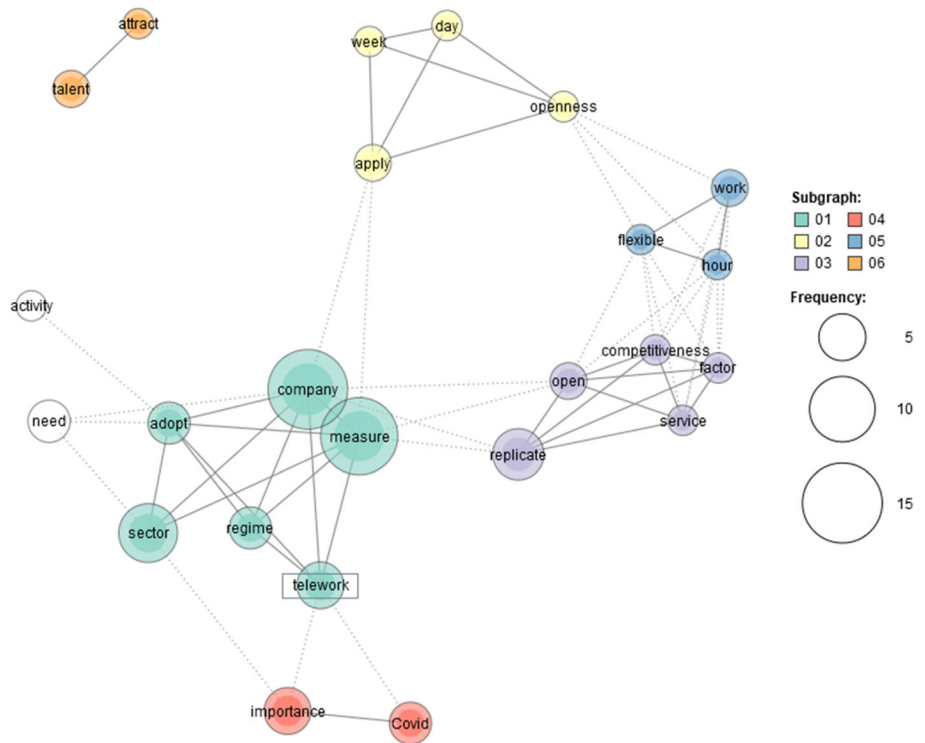 attract
day
week
talent
openness
apply
work
Subgraph:
01 04
flexible
02 05
hour
03 06
Frequency:
activity
5
competitiveness
factor
open
company
10
need
adopt
service
measure
replicate
15
sector
regime
telework
importance
Covid